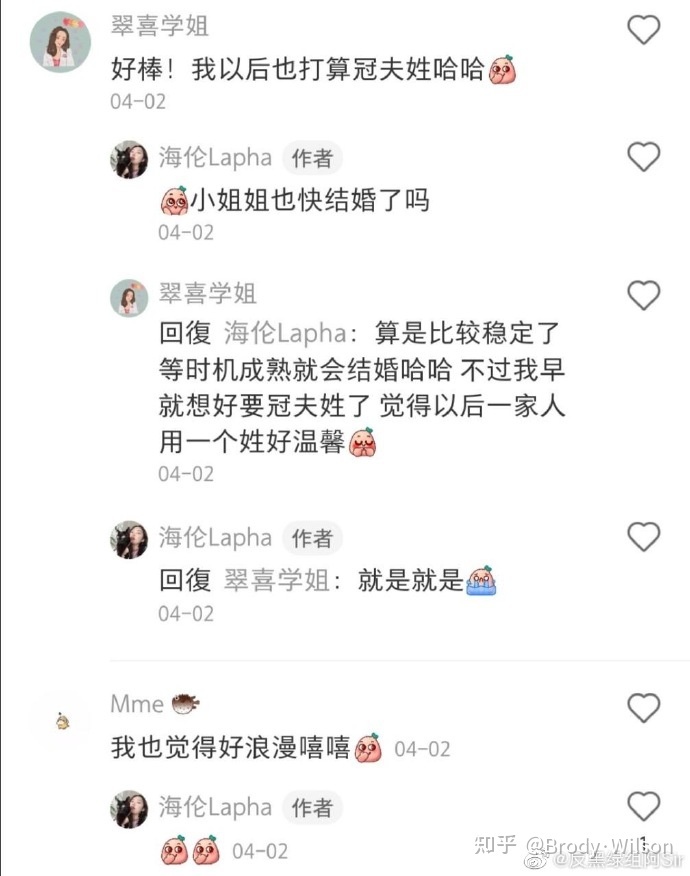 翠喜学姐
好棒！我以后也打算冠夫姓哈哈
04-02
海伦Lapha 作者
小姐姐也快结婚了吗
04-02
翠喜学姐
回復 海伦Lapha：算是比较稳定了
等时机成熟就会结婚哈哈 不过我早
就想好要冠夫姓了 觉得以后一家人
用一个姓好温馨
04-02
海伦Lapha 作者
回復 翠喜学姐：就是就是
04-02
Mme
我也觉得好浪漫嘻嘻 04-02
海伦Lapha 作者
04-02
1
知乎 @Brody·Wilson
@反黑绿组阿Sir